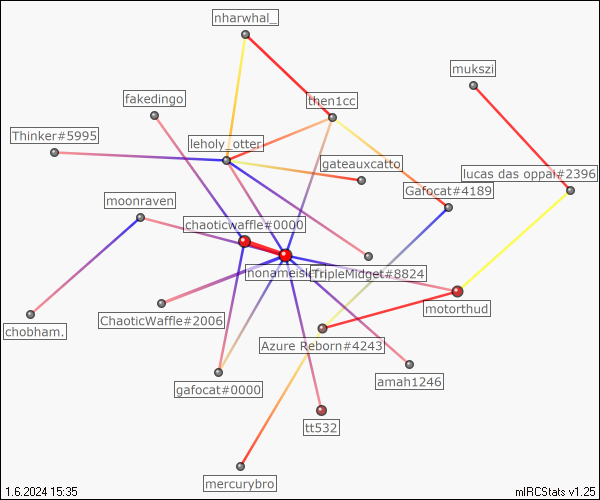 nharwhal_
mukszi
fakedingo
then1cc
Thinker#5995
leholy_otter
gateauxcatto
lucas das oppai#2396
Gafocat#4189
moonraven
chaoticwaffle#0000
TripleMidget#8824
motorthud
ChaoticWaffle#2006
chobham.
Azure Reborn#4243
gafocat#0000
amah1246
tt532
mercurybro
1.6.2024 15:35
mIRCStats v1.25